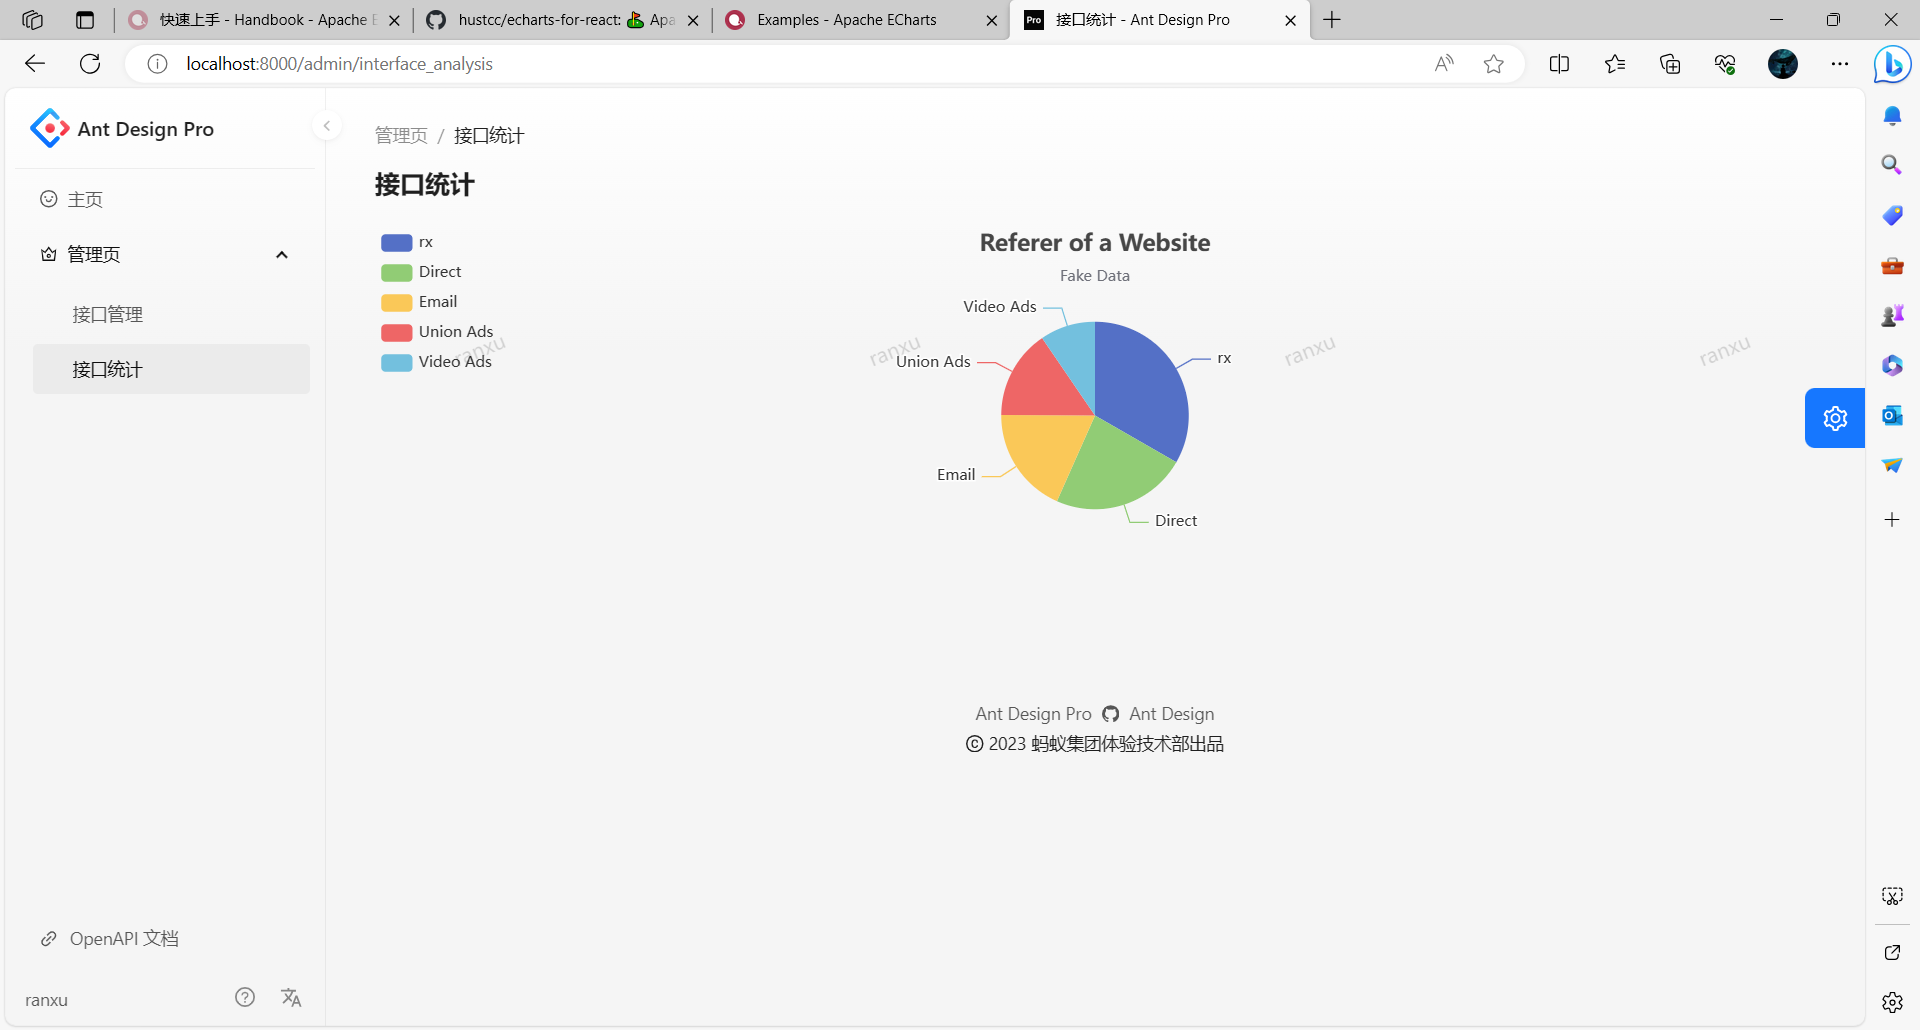 快速上手 - Handbook - Apache E
hustcc/echarts-for-react: Apa
Examples - Apache ECharts
Pro 接口统计 - Ant Design Pro
localhost:8000/admin/interface_analysis
Ant Design Pro
主页
管理页
接口管理
接口统计
OpenAPI 文档
ranxu
管理页 / 接口统计
接口统计
rx
Direct
Email
Union Ads
Video Ads
Referer of a Website
Fake Data
Video Ads
rx
Union Ads
Email
Direct
ranxu
ranxu
ranxu
ranxu
Ant Design Pro Ant Design
© 2023 蚂蚁集团体验技术部出品